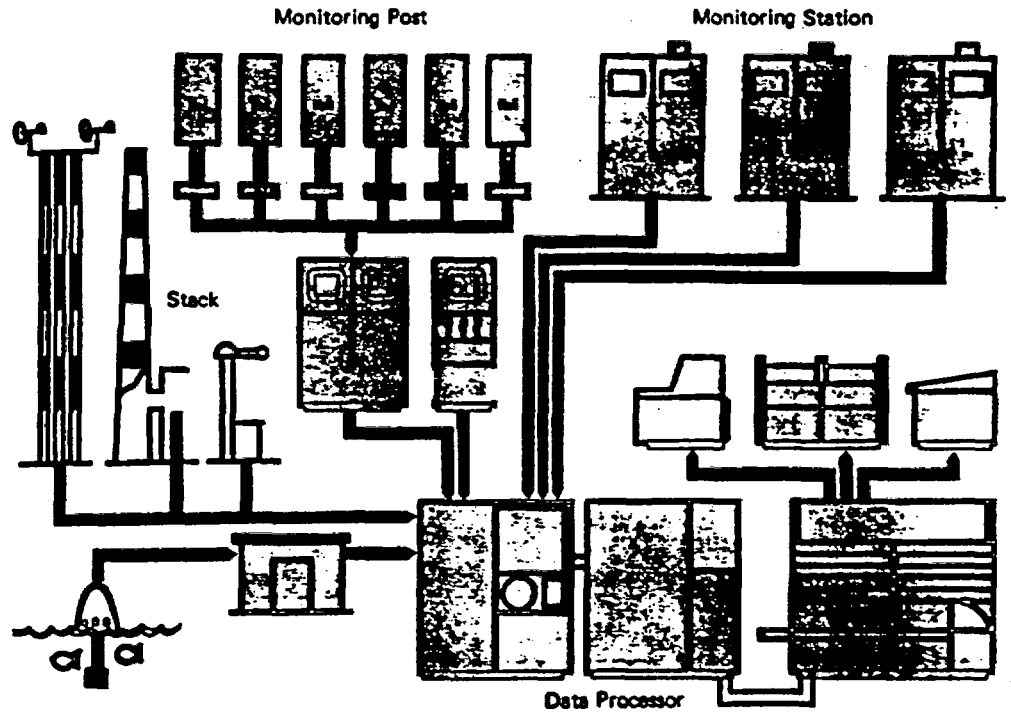 Monitoring Post
Monitoring Station
Stack
Data Processor